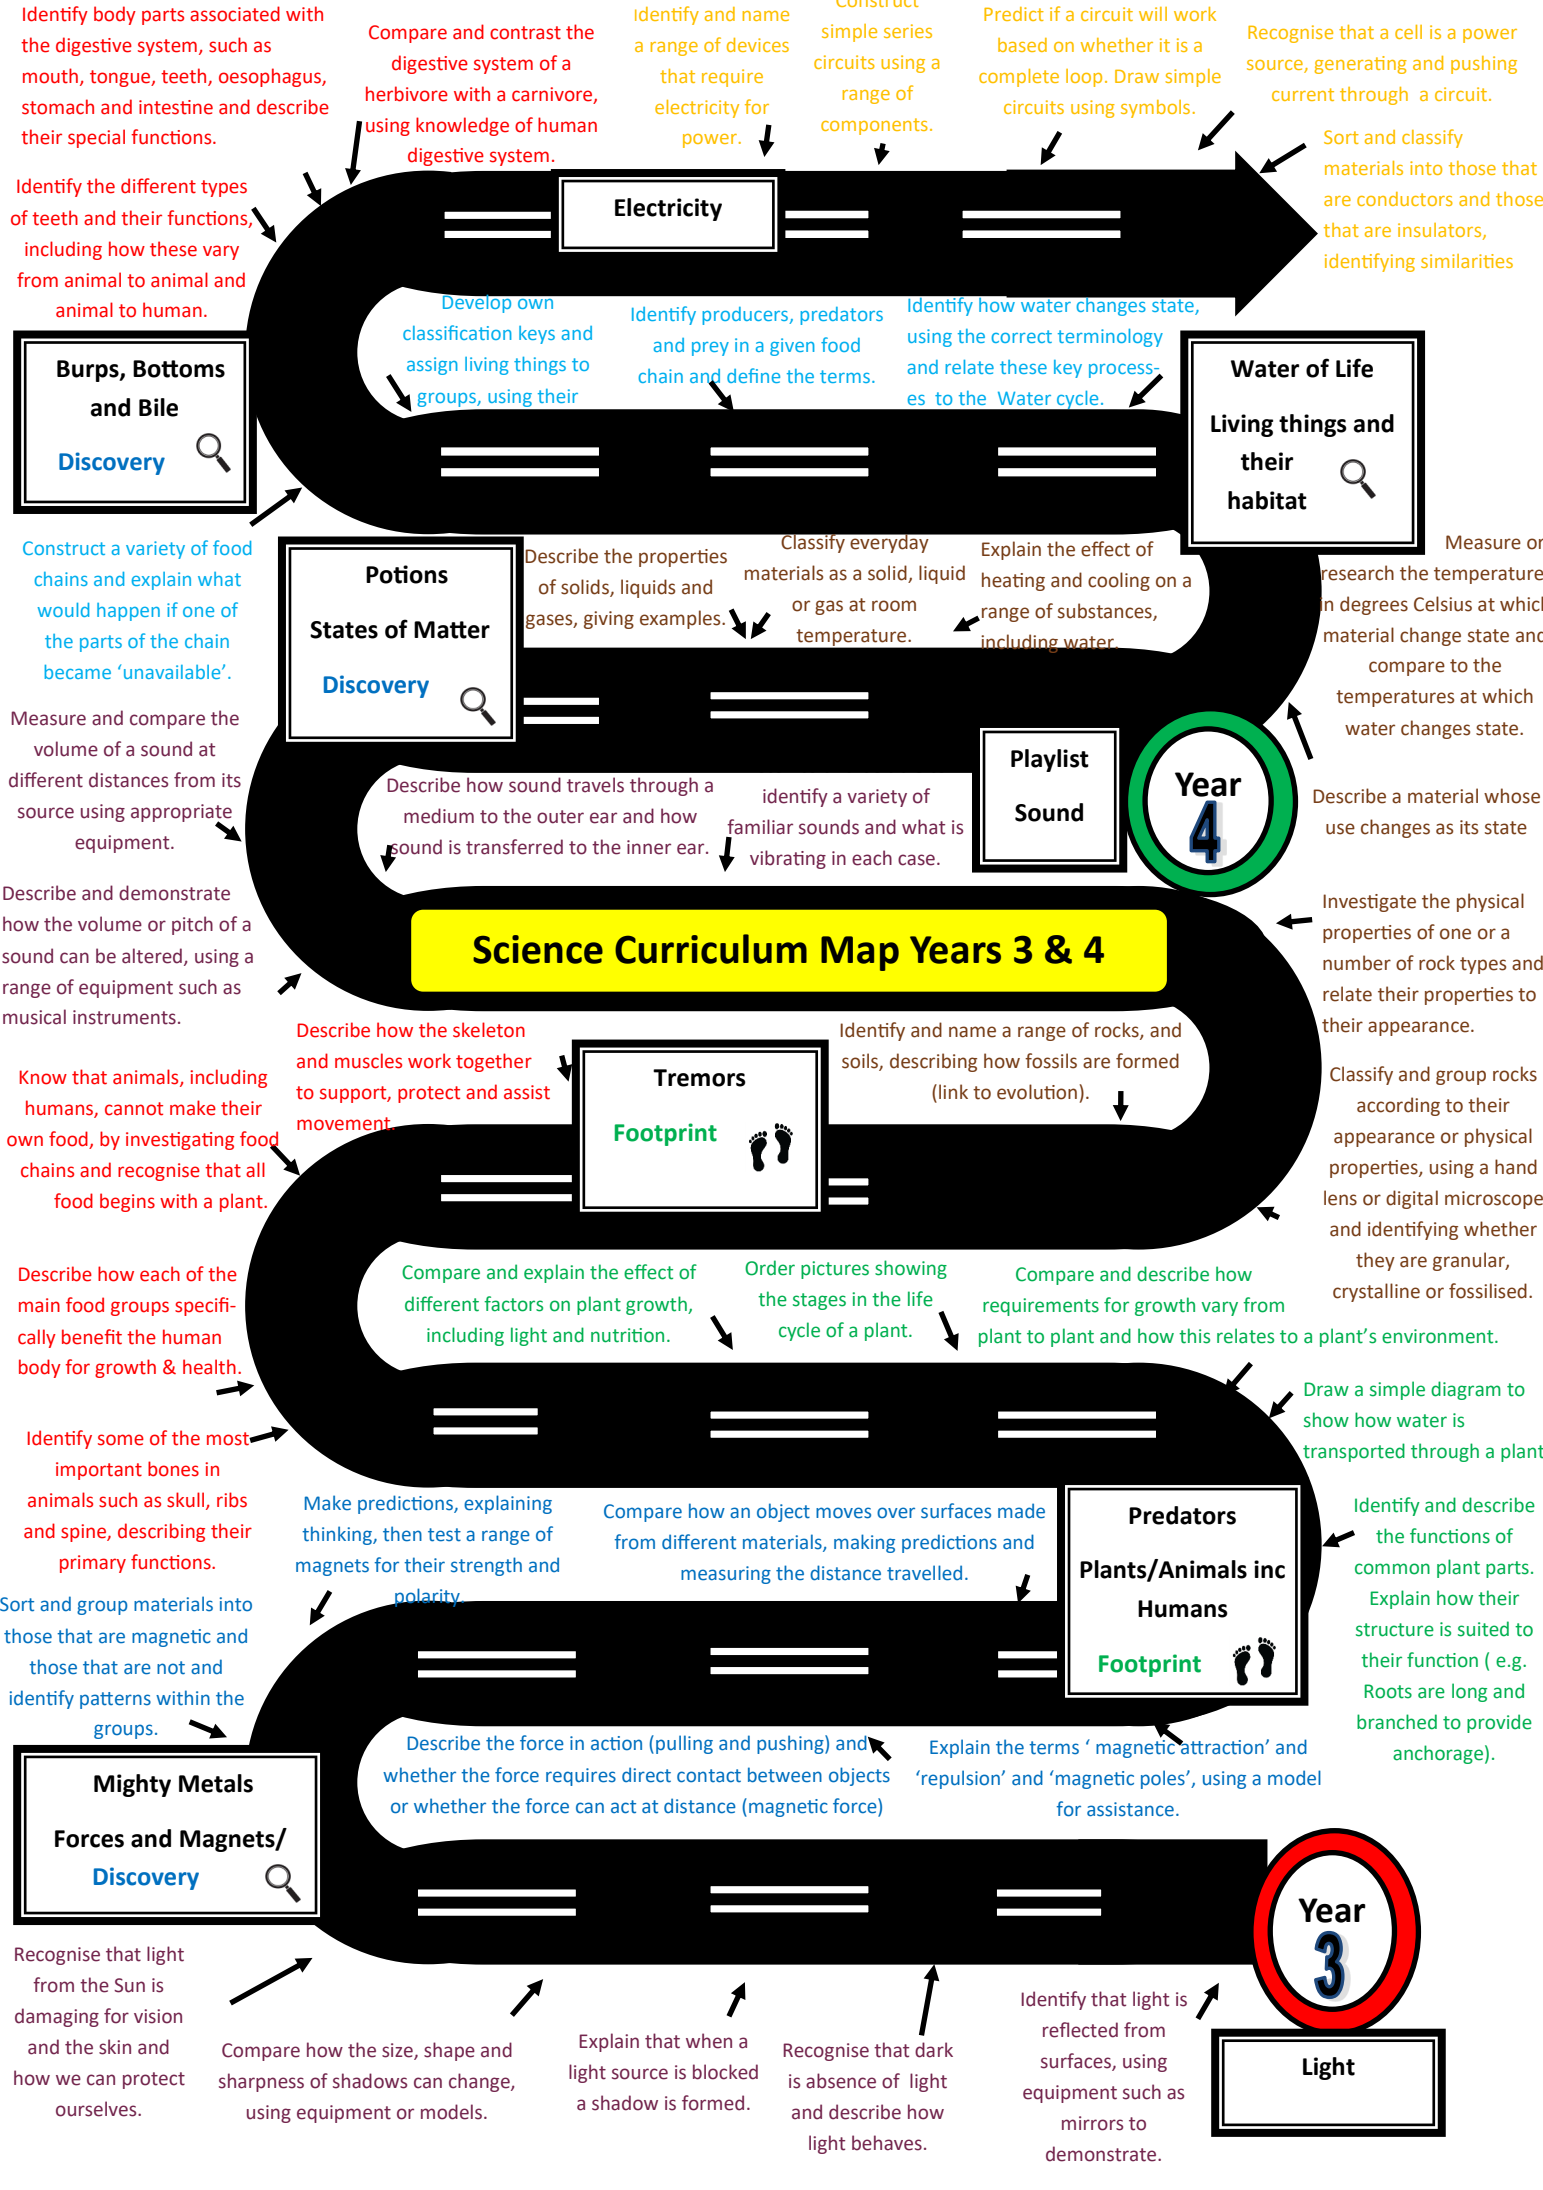 Identify body parts associated with
the digestive system, such as
mouth, tongue, teeth, oesophagus,
stomach and intestine and describe
their special functions.
Compare and contrast the
digestive system of a
herbivore with a carnivore,
using knowledge of human
digestive system.
Identify and name
a range of devices
that require
electricity for
power.
Construct
simple series
circuits using a
range of
components.
Predict if a circuit will work
based on whether it is a
complete loop. Draw simple
circuits using symbols.
Recognise that a cell is a power
source, generating and pushing
current through a circuit.
Sort and classify
materials into those that
are conductors and those
that are insulators,
identifying similarities
Identify the different types
of teeth and their functions,
including how these vary
from animal to animal and
animal to human.
Electricity
Burps, Bottoms
and Bile
Discovery
Develop own
classification keys and
assign living things to
groups, using their
Identify producers, predators
and prey in a given food
chain and define the terms.
Identify how water changes state,
using the correct terminology
and relate these key process-
es to the Water cycle.
Water of Life
Living things and
their
habitat
Construct a variety of food
chains and explain what
would happen if one of
the parts of the chain
became ‘unavailable’.
Potions
States of Matter
Discovery
Describe the properties
of solids, liquids and
gases, giving examples.
Classify everyday
materials as a solid, liquid
or gas at room
temperature.
Explain the effect of
heating and cooling on a
range of substances,
including water.
Measure or
research the temperature
in degrees Celsius at which
material change state and
compare to the
temperatures at which
water changes state.
Measure and compare the
volume of a sound at
different distances from its
source using appropriate
equipment.
Describe how sound travels through a
medium to the outer ear and how
sound is transferred to the inner ear.
identify a variety of
familiar sounds and what is
vibrating in each case.
Playlist
Sound
Year
4
Describe a material whose
use changes as its state
Describe and demonstrate
how the volume or pitch of a
sound can be altered, using a
range of equipment such as
musical instruments.
Science Curriculum Map Years 3 & 4
Investigate the physical
properties of one or a
number of rock types and
relate their properties to
their appearance.
Know that animals, including
humans, cannot make their
own food, by investigating food
chains and recognise that all
food begins with a plant.
Describe how the skeleton
and muscles work together
to support, protect and assist
movement.
Tremors
Footprint
Identify and name a range of rocks, and
soils, describing how fossils are formed
(link to evolution).
Classify and group rocks
according to their
appearance or physical
properties, using a hand
lens or digital microscope
and identifying whether
they are granular,
crystalline or fossilised.
Describe how each of the
main food groups specifi-
cally benefit the human
body for growth & health.
Compare and explain the effect of
different factors on plant growth,
including light and nutrition.
Order pictures showing
the stages in the life
cycle of a plant.
Compare and describe how
requirements for growth vary from
plant to plant and how this relates to a plant’s environment.
Draw a simple diagram to
show how water is
transported through a plant
Identify some of the most
important bones in
animals such as skull, ribs
and spine, describing their
primary functions.
Make predictions, explaining
thinking, then test a range of
magnets for their strength and
polarity.
Compare how an object moves over surfaces made
from different materials, making predictions and
measuring the distance travelled.
Predators
Plants/Animals inc
Humans
Footprint
Identify and describe
the functions of
common plant parts.
Explain how their
structure is suited to
their function ( e.g.
Roots are long and
branched to provide
anchorage).
Sort and group materials into
those that are magnetic and
those that are not and
identify patterns within the
groups.
Mighty Metals
Forces and Magnets/
Discovery
Describe the force in action (pulling and pushing) and
whether the force requires direct contact between objects
or whether the force can act at distance (magnetic force)
Explain the terms ‘ magnetic attraction’ and
‘repulsion’ and ‘magnetic poles’, using a model
for assistance.
Year
3
Light
Recognise that light
from the Sun is
damaging for vision
and the skin and
how we can protect
ourselves.
Compare how the size, shape and
sharpness of shadows can change,
using equipment or models.
Explain that when a
light source is blocked
a shadow is formed.
Recognise that dark
is absence of light
and describe how
light behaves.
Identify that light is
reflected from
surfaces, using
equipment such as
mirrors to
demonstrate.